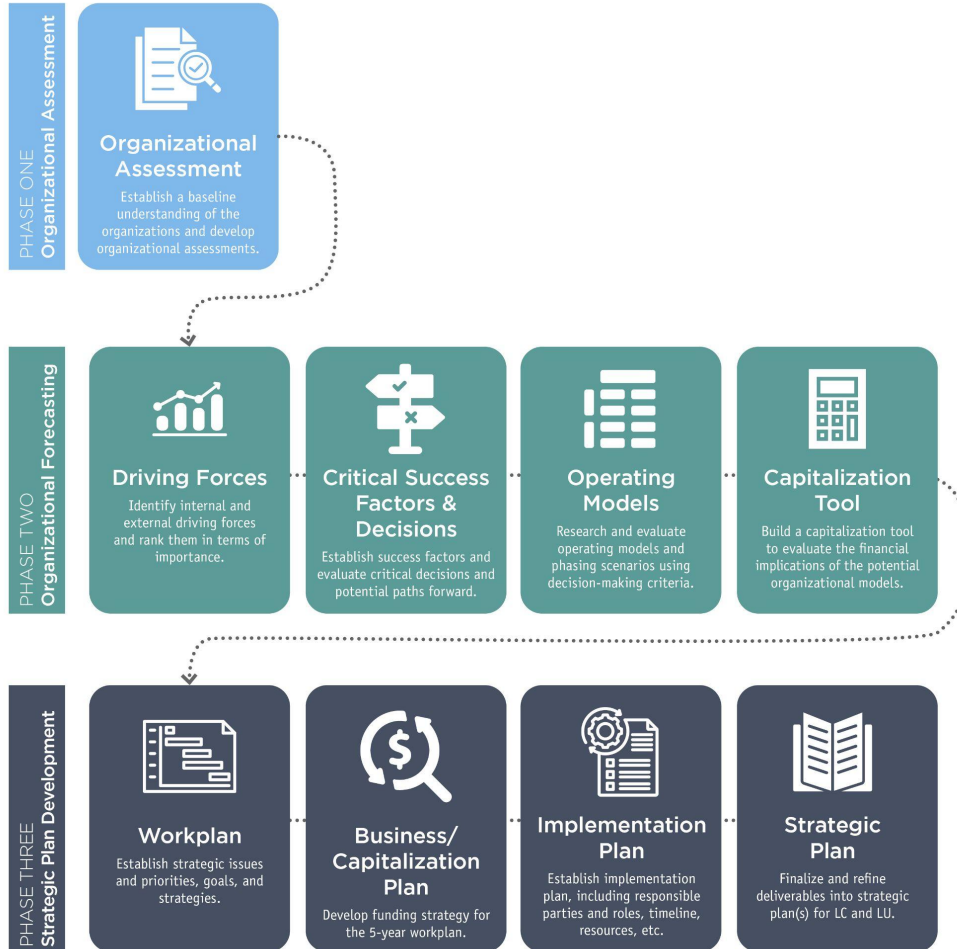 PHASE ONE
Organizational Assessment
Organizational
Assessment
Establish a baseline
understanding of the
organizations and develop
organizational assessments.
PHASE TWO
Organizational Forecasting
Driving Forces
Identify internal and
external driving forces
and rank them in terms of
importance.
Critical Success
Factors &
Decisions
Establish success factors and
evaluate critical decisions and
potential paths forward.
Operating
Models
Research and evaluate
operating models and
phasing scenarios using
decision-making criteria.
Capitalization
Tool
Build a capitalization tool
to evaluate the financial
implications of the potential
organizational models.
PHASE THREE
Strategic Plan Development
Workplan
Establish strategic issues
and priorities, goals, and
strategies.
$
Business/
Capitalization
Plan
Develop funding strategy for
the 5-year workplan.
Implementation
Plan
Establish implementation
plan, including responsible
parties and roles, timeline,
resources, etc.
Strategic
Plan
Finalize and refine
deliverables into strategic
plan(s) for LC and LU.